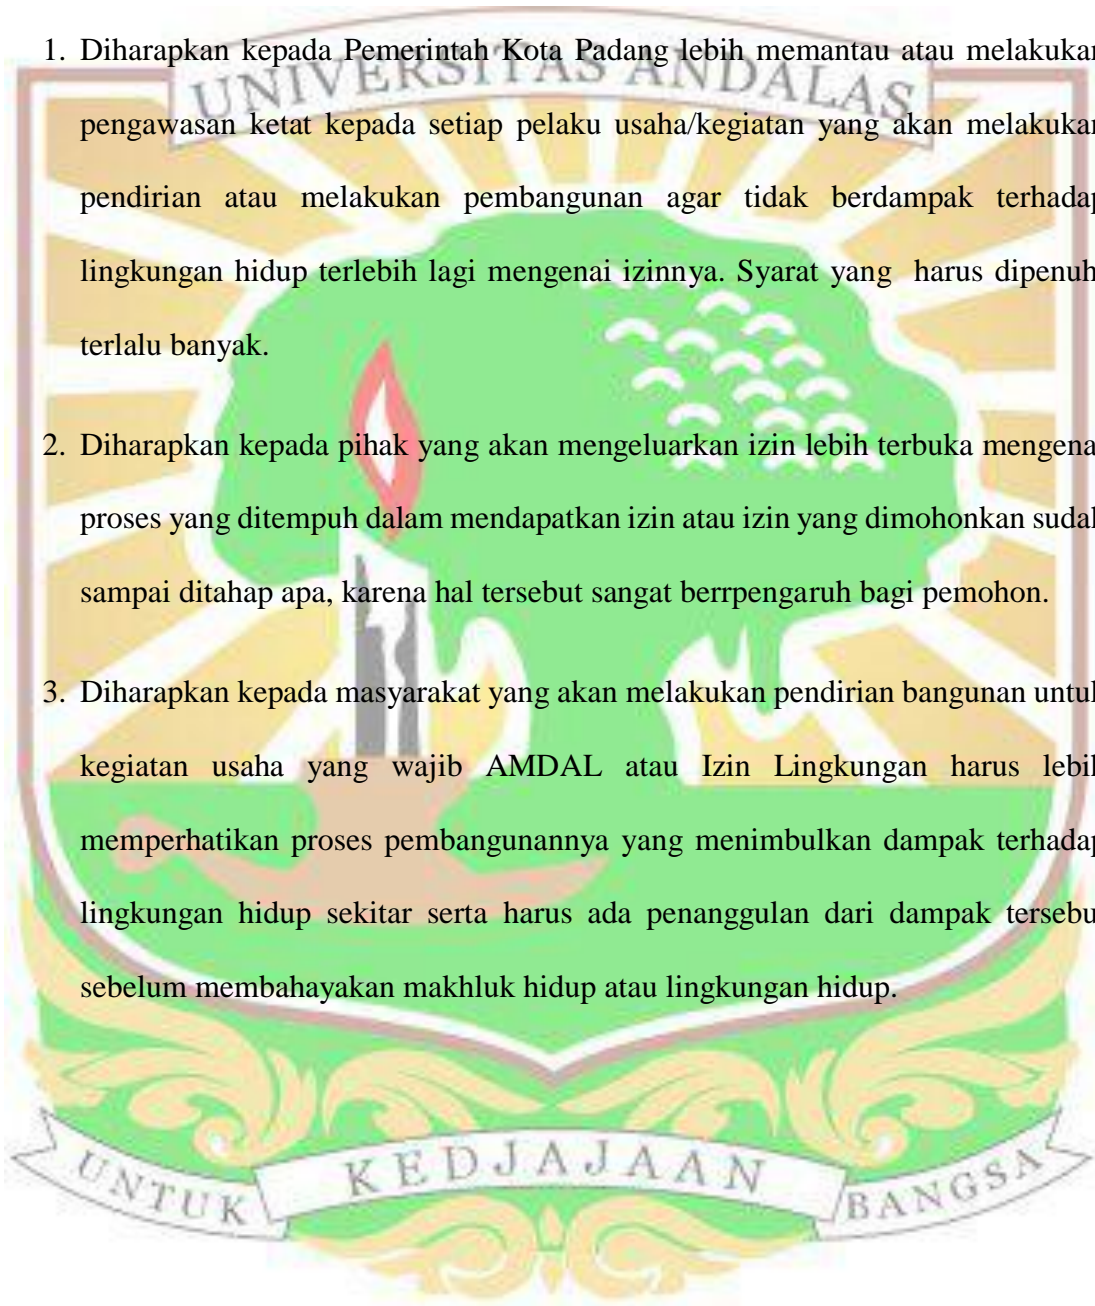 1. Diharapkan kepada Pemerintah Kota Padang lebih memantau atau melakukan
UNIVERSITAS ANDALAS
pengawasan ketat kepada setiap pelaku usaha/kegiatan yang akan melakukan
pendirian atau melakukan pembangunan agar tidak berdampak terhadap
lingkungan hidup terlebih lagi mengenai izinnya. Syarat yang harus dipenuh
terlalu banyak.
2. Diharapkan kepada pihak yang akan mengeluarkan izin lebih terbuka mengena
proses yang ditempuh dalam mendapatkan izin atau izin yang dimohonkan sudah
sampai ditahap apa, karena hal tersebut sangat berrpengaruh bagi pemohon.
3. Diharapkan kepada masyarakat yang akan melakukan pendirian bangunan untuk
kegiatan usaha yang wajib AMDAL atau Izin Lingkungan harus lebih
memperhatikan proses pembangunannya yang menimbulkan dampak terhadap
lingkungan hidup sekitar serta harus ada penanggulan dari dampak tersebut
sebelum membahayakan makhluk hidup atau lingkungan hidup.
UNTUK KEDJAJAAN BANGSA